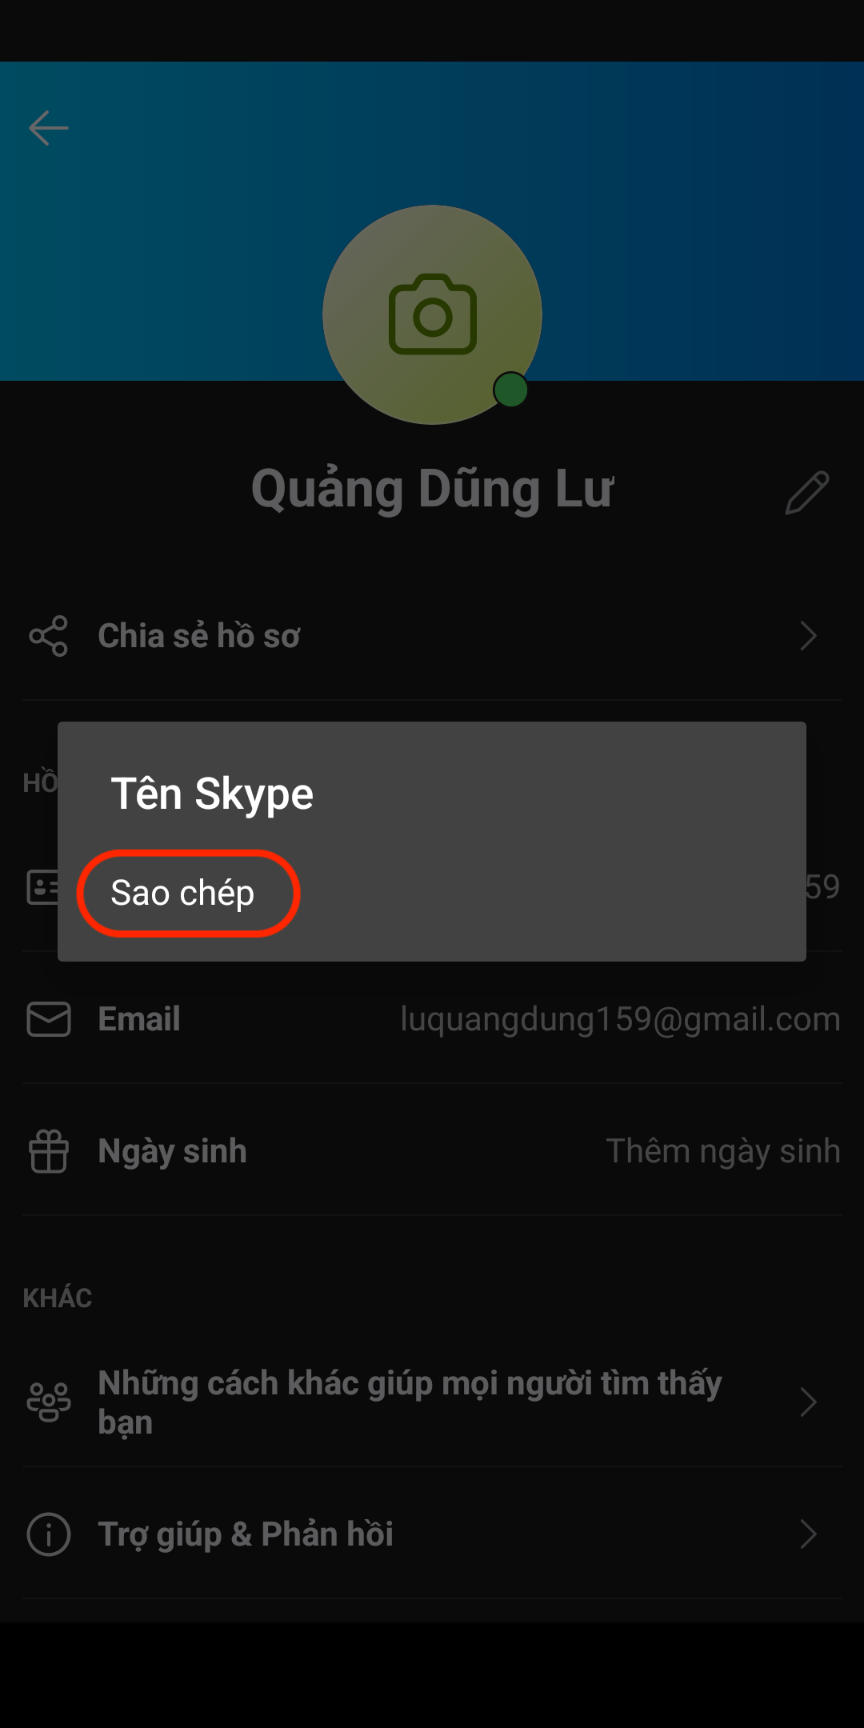 Quảng Dũng Lư
Chia sẻ hồ sơ
HỒ
Tên Skype
Sao chép
59
Email luquangdung159@gmail.com
Ngày sinh Thêm ngày sinh
KHÁC
Những cách khác giúp mọi người tìm thấy
bạn
Trợ giúp & Phản hồi